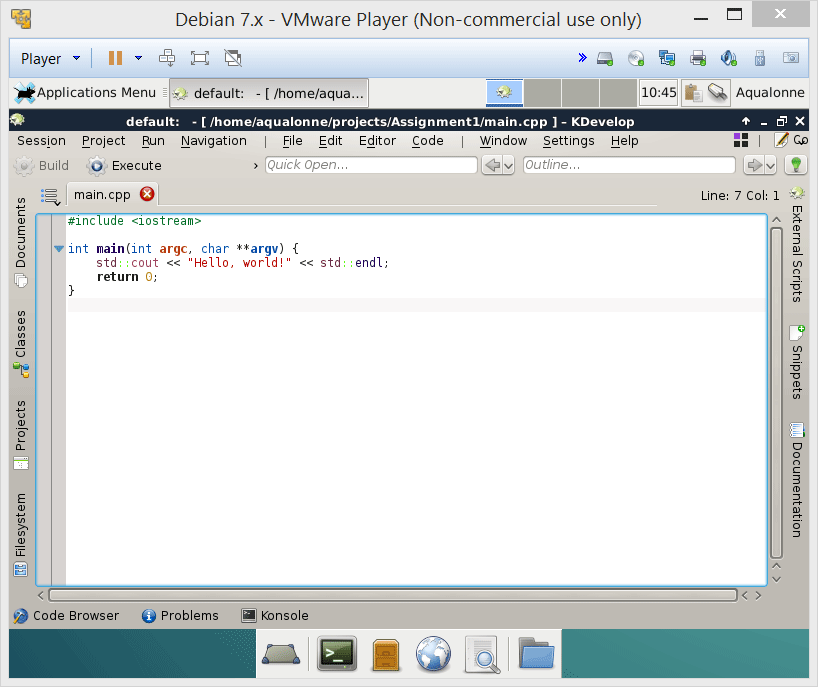 Debian 7.x - VMware Player (Non-commercial use only)
Player
Applications Menu default: - [ /home/aqua... 10:45 Aqualonne
default: - [ /home/aqualonne/projects/Assignment1/main.cpp ] – KDevelop
Session Project Run Navigation | File Edit Editor Code | Window Settings Help
Build Execute Quick Open... Outline...
main.cpp Line: 7 Col: 1
#include <iostream>
int main(int argc, char **argv) {
std::cout << "Hello, world!" << std::endl;
return 0;
}
Documents
Classes
Projects
Filesystem
External Scripts
Snippets
Documentation
Code Browser Problems Konsole